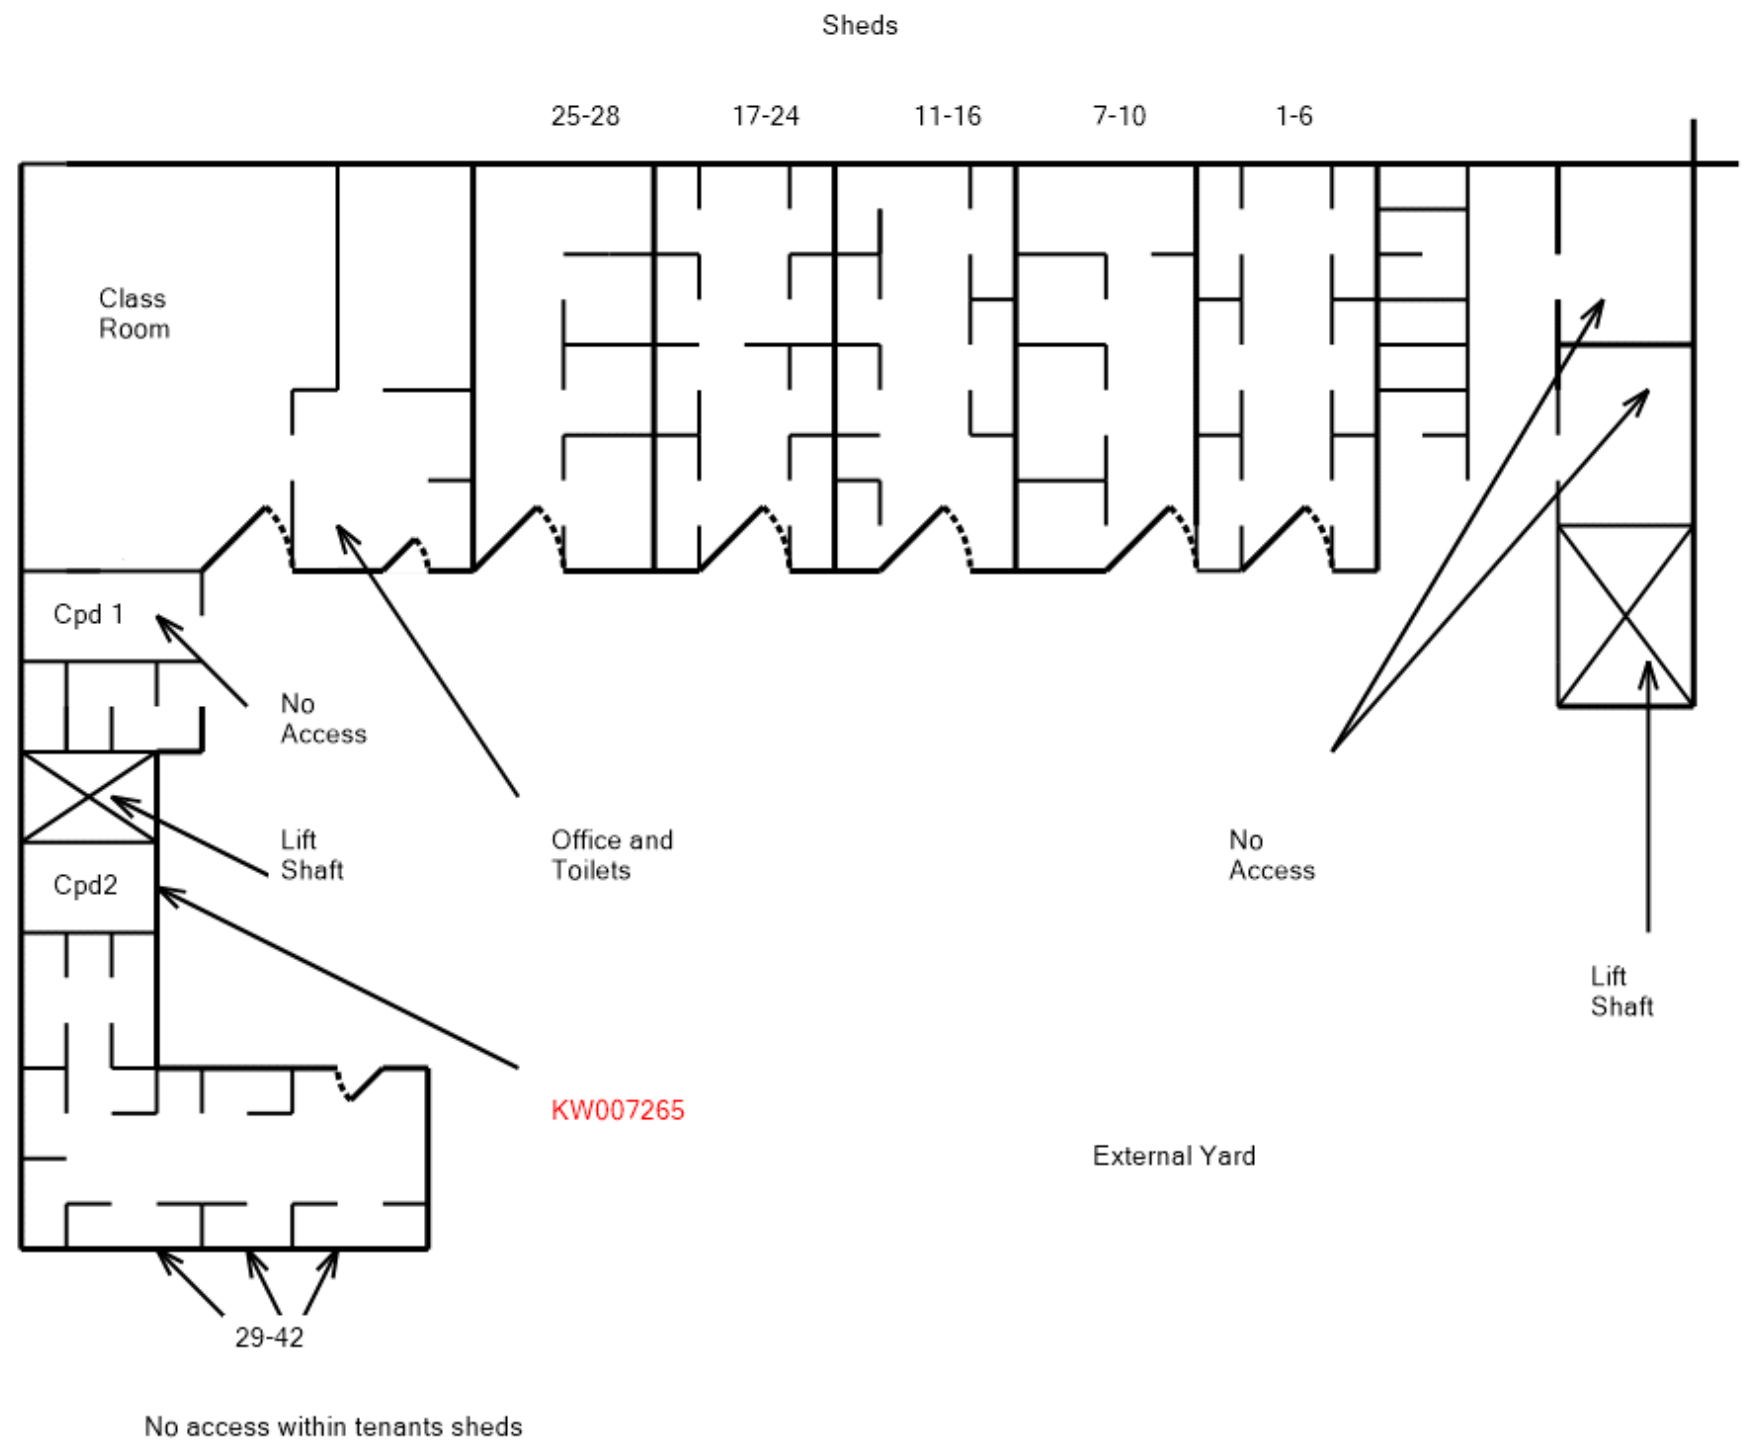 Sheds
25-28
17-24
11-16
7-10
1-6
Class
Room
Cpd 1
No
Access
Lift
Shaft
Office and
Toilets
No
Access
Cpd2
Lift
Shaft
KW007265
External Yard
29-42
No access within tenants sheds